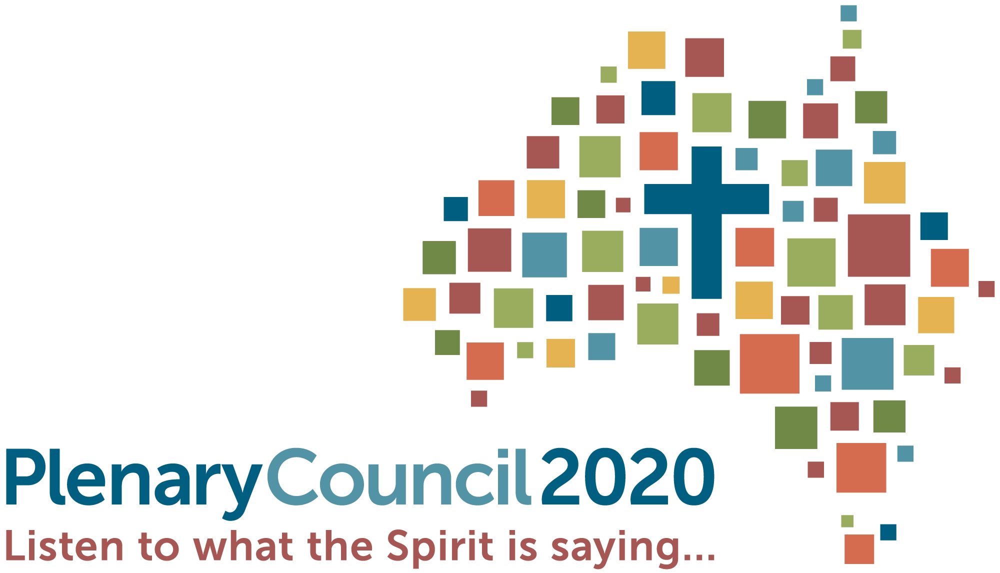 PlenaryCouncil2020
Listen to what the Spirit is saying...